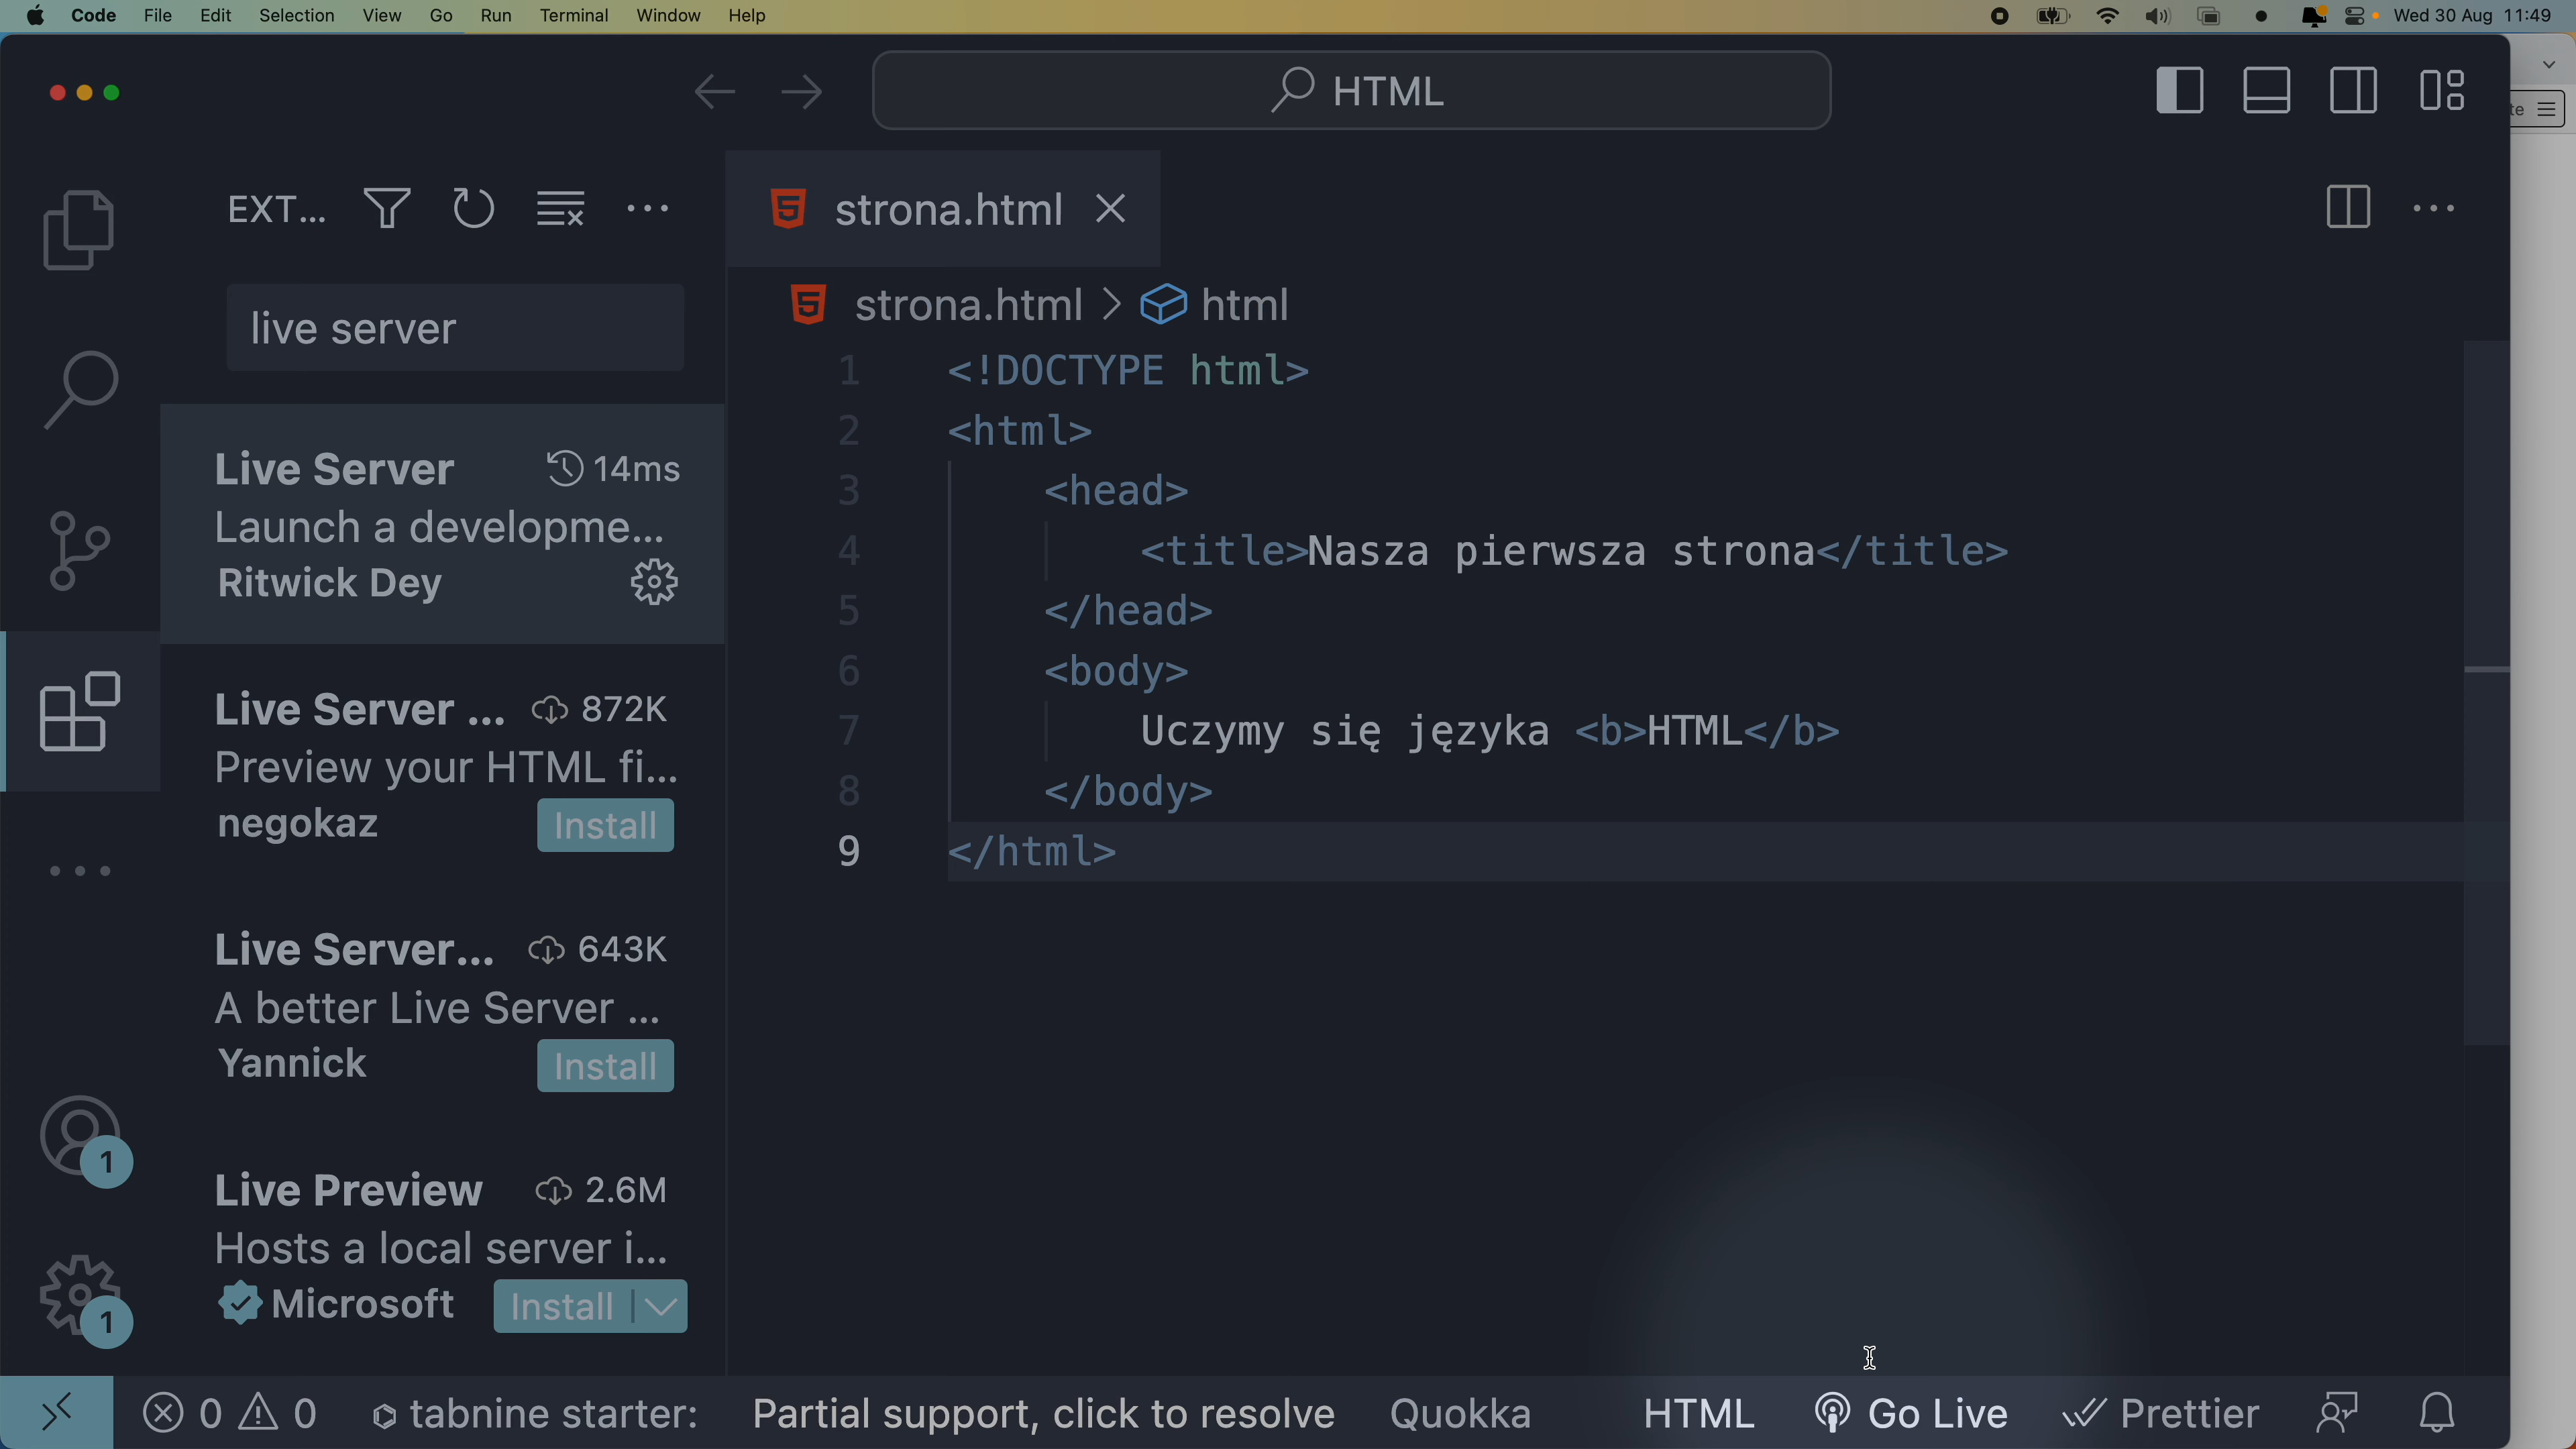 Code File Edit Selection View Go Run Terminal Window Help Wed 30 Aug 11:49
HTML
EXT...
live server
Live Server 14ms
Launch a developme...
Ritwick Dey
Live Server ... 872K
Preview your HTML fi...
negokaz Install
Live Server... 643K
A better Live Server ...
Yannick Install
Live Preview 2.6M
Hosts a local server i...
Microsoft Install
1
1
strona.html
strona.html > html
1 <!DOCTYPE html>
2 <html>
3 <head>
4 <title>Nasza pierwsza strona</title>
5 </head>
6 <body>
7 Uczymy się języka <b>HTML</b>
8 </body>
9 </html>
0 0 tabnine starter: Partial support, click to resolve Quokka HTML Go Live Prettier